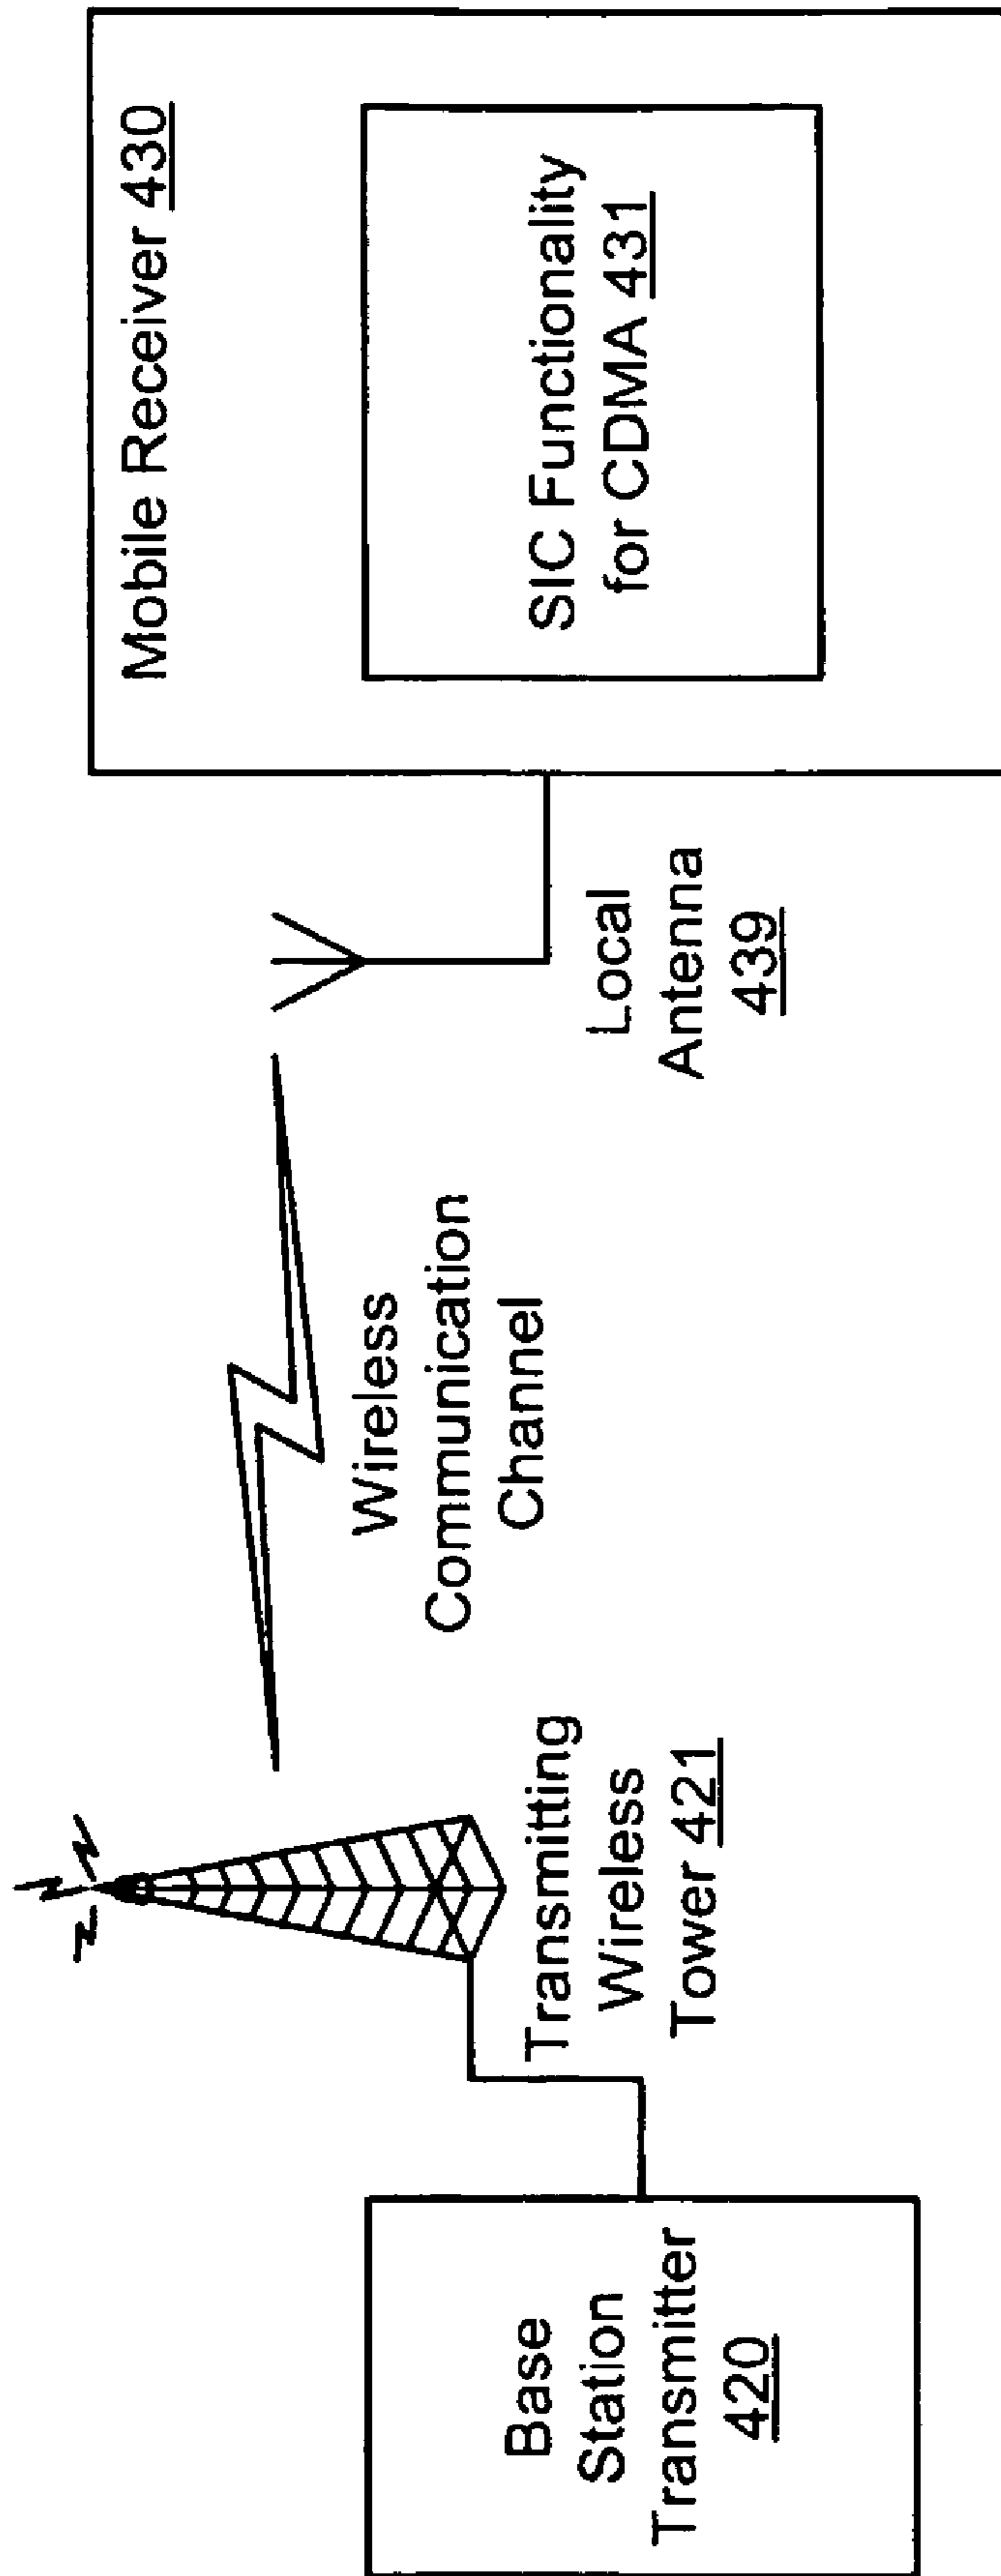 Base
Station
Transmitter
420
Transmitting
Wireless
Tower 421
Wireless
Communication
Channel
Local
Antenna
439
Mobile Receiver 430
SIC Functionality
for CDMA 431